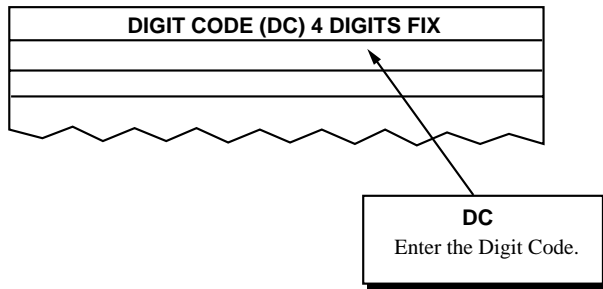 DIGIT CODE (DC) 4 DIGITS FIX
DC
Enter the Digit Code.